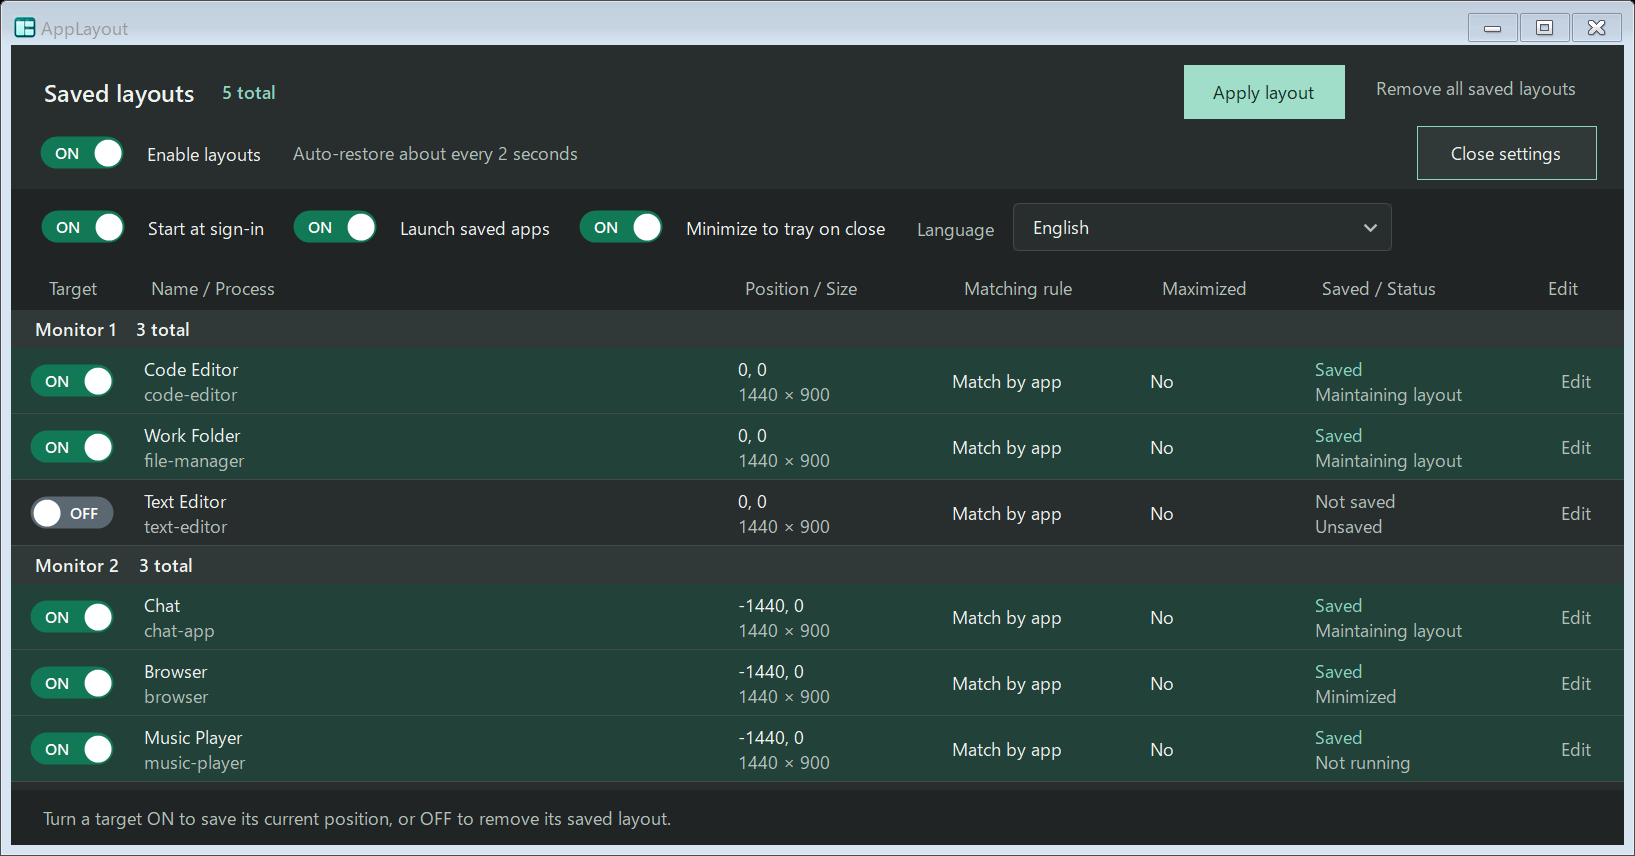 AppLayout
Saved layouts 5 total
Apply layout
Remove all saved layouts
ON Enable layouts Auto-restore about every 2 seconds
Close settings
ON Start at sign-in ON Launch saved apps ON Minimize to tray on close Language English
Target Name / Process Position / Size Matching rule Maximized Saved / Status Edit
Monitor 1 3 total
ON Code Editor 0, 0 Match by app No Saved Edit
code-editor 1440 × 900 Maintaining layout
ON Work Folder 0, 0 Match by app No Saved Edit
file-manager 1440 × 900 Maintaining layout
OFF Text Editor 0, 0 Match by app No Not saved Edit
text-editor 1440 × 900 Unsaved
Monitor 2 3 total
ON Chat -1440, 0 Match by app No Saved Edit
chat-app 1440 × 900 Maintaining layout
ON Browser -1440, 0 Match by app No Saved Edit
browser 1440 × 900 Minimized
ON Music Player -1440, 0 Match by app No Saved Edit
music-player 1440 × 900 Not running
Turn a target ON to save its current position, or OFF to remove its saved layout.